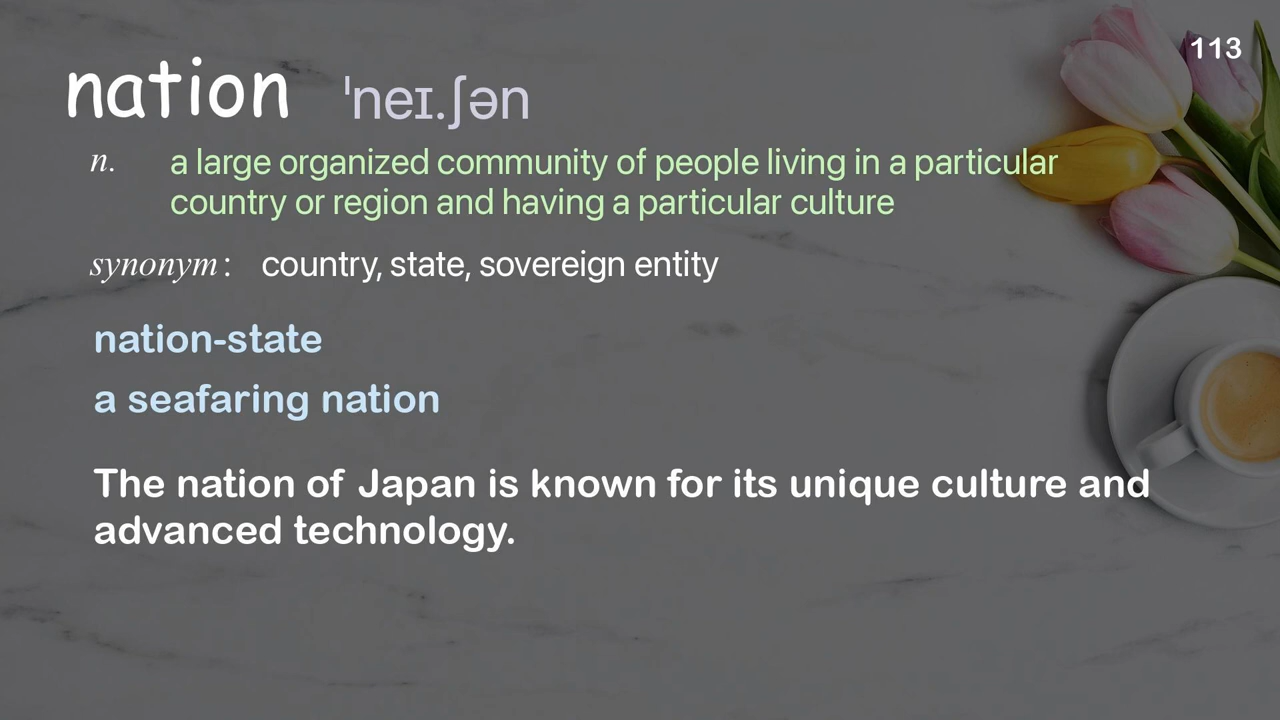 113
nation ˈneɪ.ʃən
n. a large organized community of people living in a particular
country or region and having a particular culture
synonym: country, state, sovereign entity
nation-state
a seafaring nation
The nation of Japan is known for its unique culture and
advanced technology.